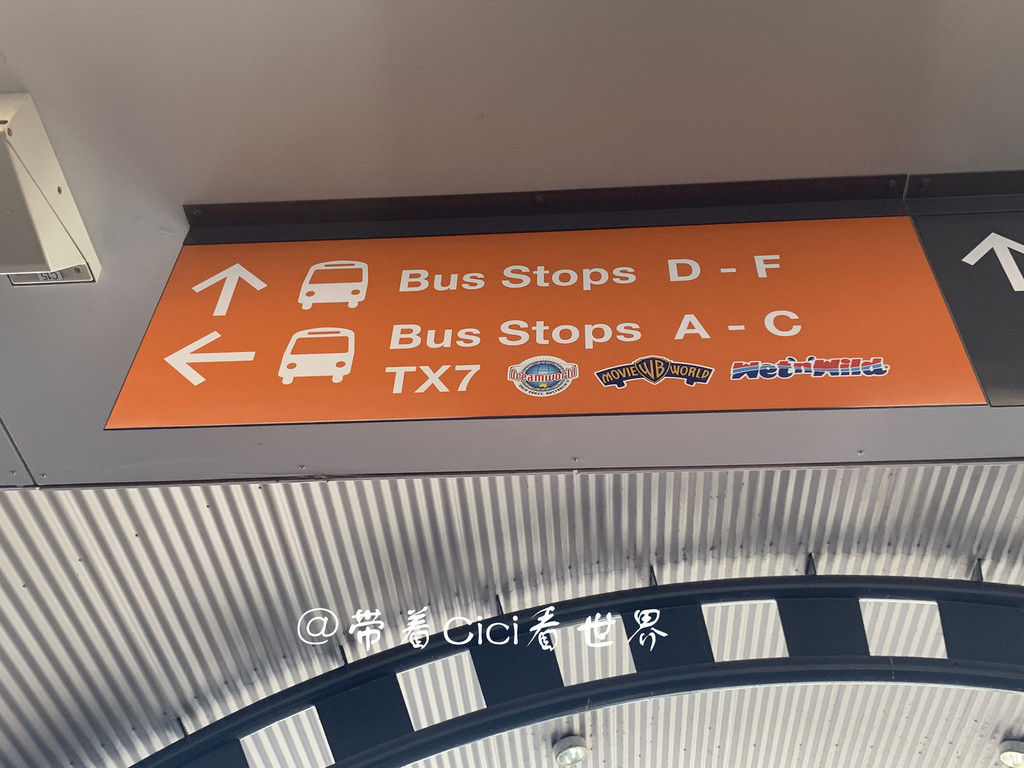 Bus Stops D - F
Bus Stops A - C
TX7 Dreamworld MOVIE WB WORLD Wet'n'Wild
C15
@带着Cici看世界